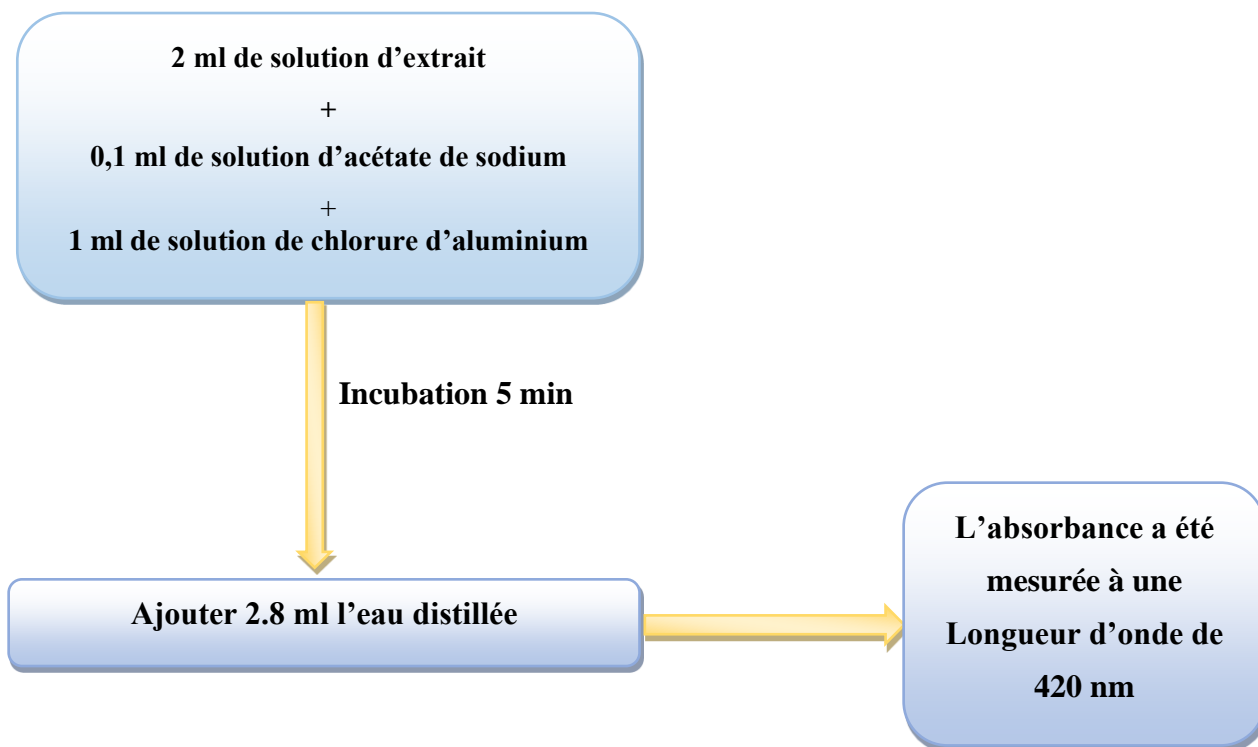 2 ml de solution d’extrait
+
0,1 ml de solution d’acétate de sodium
+
1 ml de solution de chlorure d’aluminium
Incubation 5 min
Ajouter 2.8 ml l’eau distillée
L’absorbance a été
mesurée à une
Longueur d’onde de
420 nm